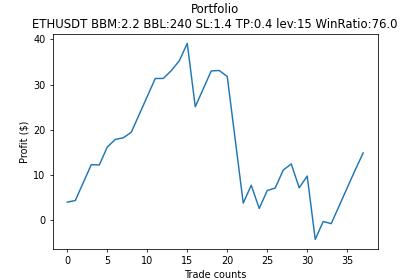 Portfolio
ETHUSDT BBM:2.2 BBL:240 SL:1.4 TP:0.4 lev:15 WinRatio:76.0
Profit ($)
40
30
20
10
0
0 5 10 15 20 25 30 35
Trade counts